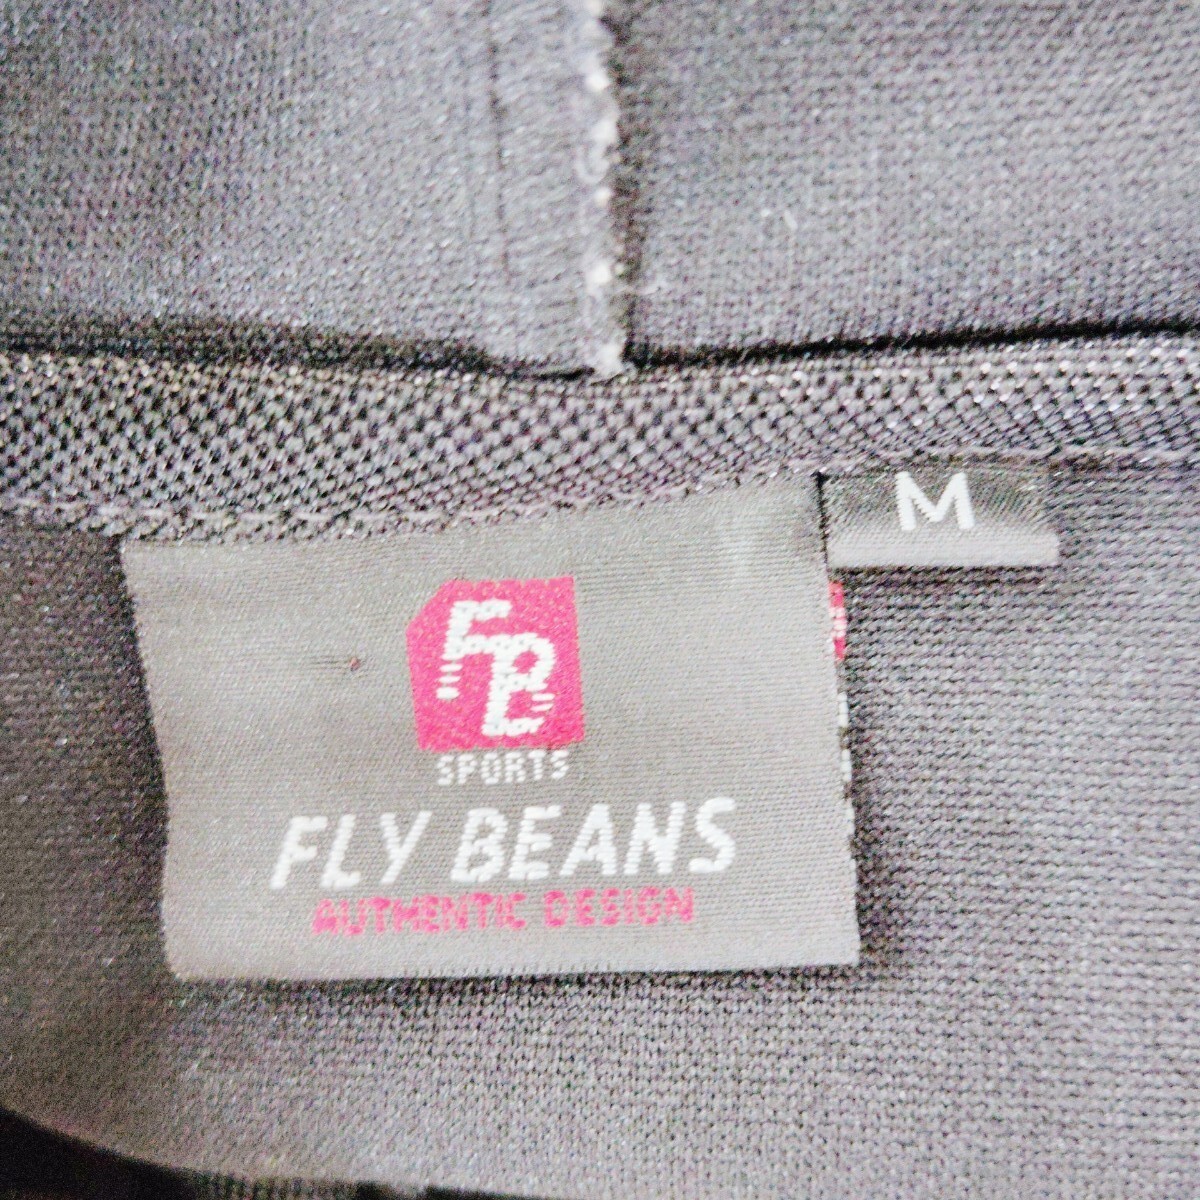 M
FB
SPORTS
FLY BEANS
AUTHENTIC DESIGN